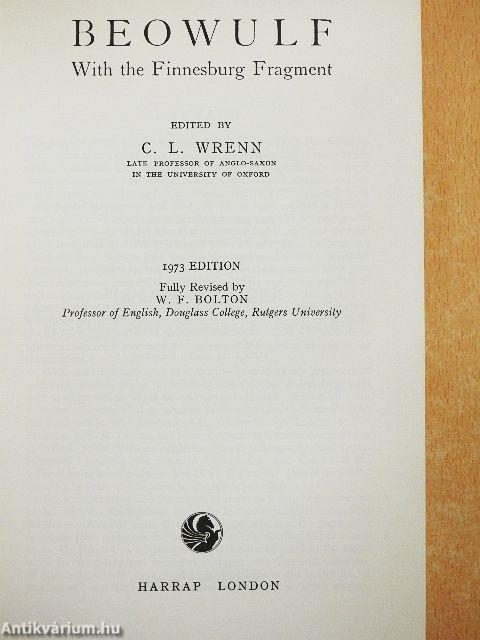 BEOWULF
With the Finnesburg Fragment
EDITED BY
C. L. WRENN
LATE PROFESSOR OF ANGLO-SAXON
IN THE UNIVERSITY OF OXFORD
1973 EDITION
Fully Revised by
W. F. BOLTON
Professor of English, Douglass College, Rutgers University
HARRAP LONDON
Antikvárium.hu